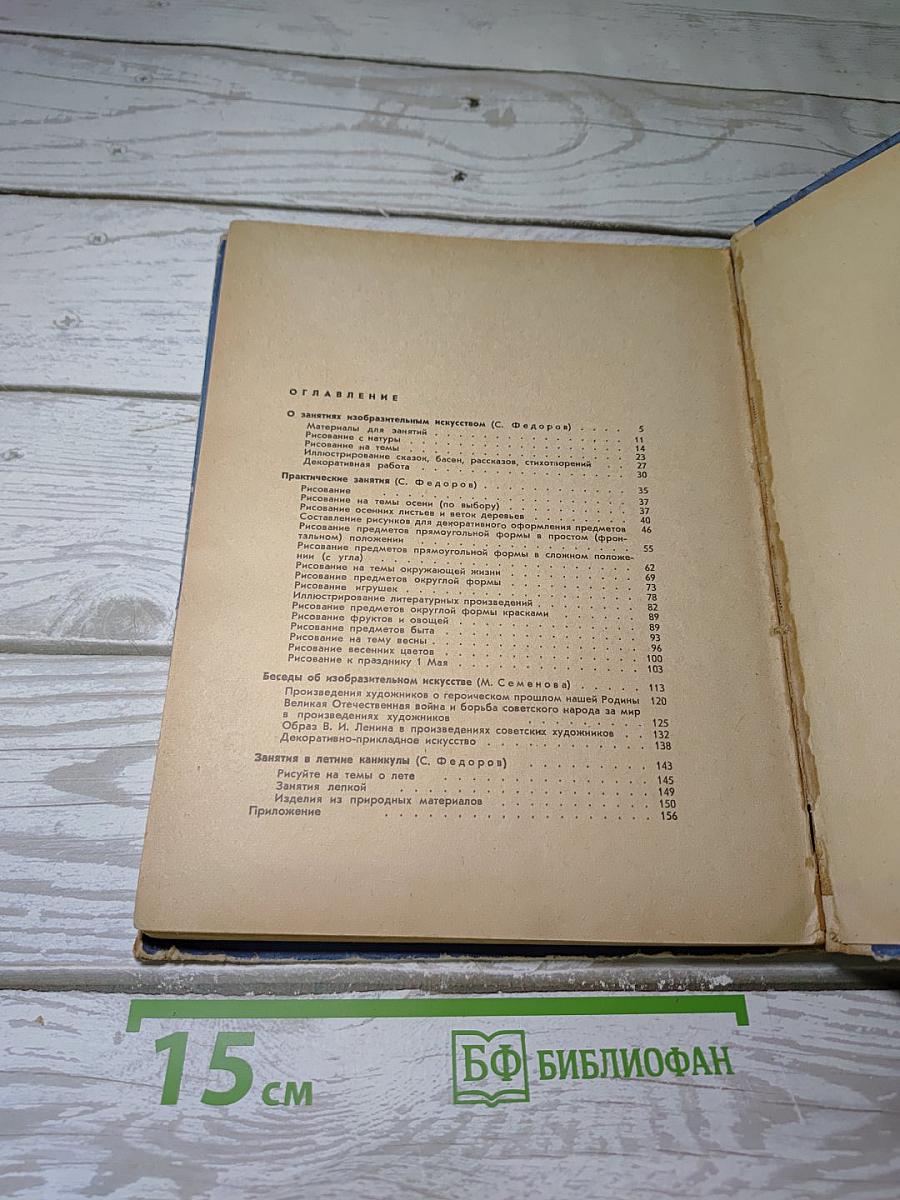 ОГЛАВЛЕНИЕ
О занятиях изобразительным искусством (С. Федоров) . . . . 5
Материалы для занятий . . . . . . . . . . . 11
Рисование с натуры . . . . . . . . . . . . 14
Рисование на темы . . . . . . . . . . . . 23
Иллюстрирование сказок, басен, рассказов, стихотворений . . . 27
Декоративная работа . . . . . . . . . . . . 30
Практические занятия (С. Федоров) . . . . . . . . . 35
Рисование . . . . . . . . . . . . . . 37
Рисование на темы осени (по выбору) . . . . . . . . 37
Рисование осенних листьев и веток деревьев . . . . . . 40
Составление рисунков для декоративного оформления предметов 46
Рисование предметов прямоугольной формы в простом (фрон-
тальном) положении . . . . . . . . . . . . 55
Рисование предметов прямоугольной формы в сложном положе-
нии (с угла) . . . . . . . . . . . . . . 62
Рисование на темы окружающей жизни . . . . . . . . 69
Рисование предметов округлой формы . . . . . . . . 73
Рисование игрушек . . . . . . . . . . . . 78
Иллюстрирование литературных произведений . . . . . . 82
Рисование предметов округлой формы красками . . . . . 89
Рисование фруктов и овощей . . . . . . . . . . 89
Рисование предметов быта . . . . . . . . . . 93
Рисование на тему весны . . . . . . . . . . . 96
Рисование весенних цветов . . . . . . . . . . 100
Рисование к празднику 1 Мая . . . . . . . . . . 103
Беседы об изобразительном искусстве (М. Семенова) . . . . . 113
Произведения художников о героическом прошлом нашей Родины 120
Великая Отечественная война и борьба советского народа за мир
в произведениях художников . . . . . . . . . 125
Образ В. И. Ленина в произведениях советских художников . . 132
Декоративно-прикладное искусство . . . . . . . . . 138
Занятия в летние каникулы (С. Федоров) . . . . . . . . 143
Рисуйте на темы о лете . . . . . . . . . . . 145
Занятия лепкой . . . . . . . . . . . . . 149
Изделия из природных материалов . . . . . . . . . 150
Приложение . . . . . . . . . . . . . . 156
15 см
БФ БИБЛИОФАН